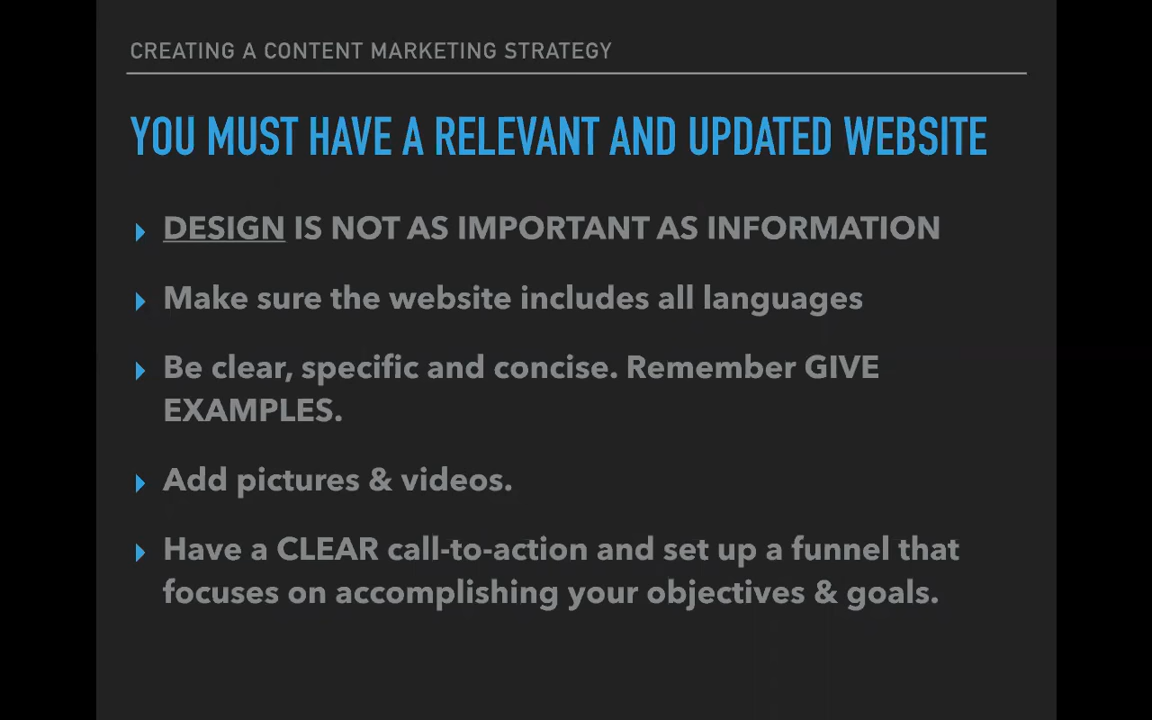 CREATING A CONTENT MARKETING STRATEGY
YOU MUST HAVE A RELEVANT AND UPDATED WEBSITE
DESIGN IS NOT AS IMPORTANT AS INFORMATION
Make sure the website includes all languages
Be clear, specific and concise. Remember GIVE
EXAMPLES.
Add pictures & videos.
Have a CLEAR call-to-action and set up a funnel that
focuses on accomplishing your objectives & goals.